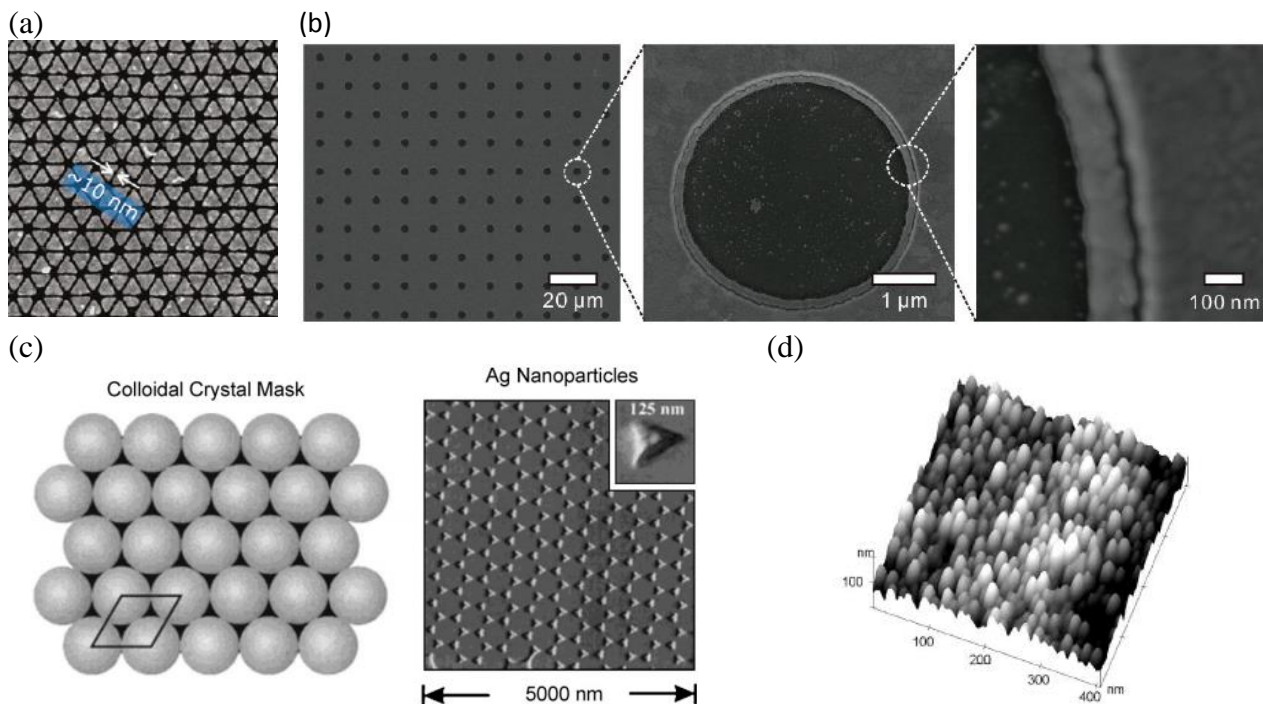 (a)
(b)
~10 nm
20 μm
1 μm
100 nm
(c)
(d)
Colloidal Crystal Mask
Ag Nanoparticles
125 nm
5000 nm
nm
100
100
200
300
400
nm